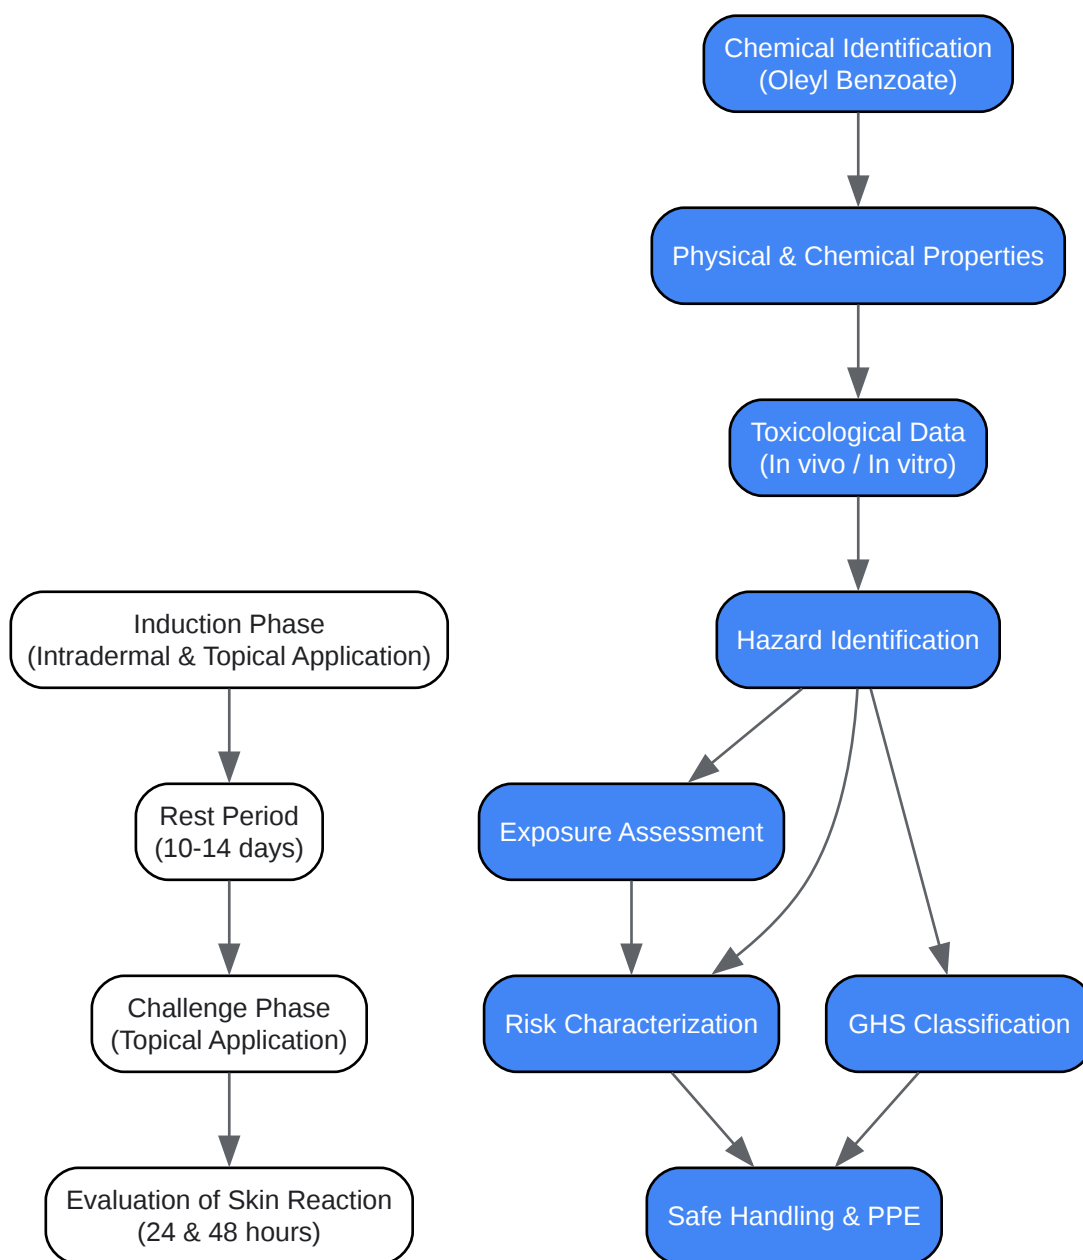 Chemical Identification
(Oleyl Benzoate)
Physical & Chemical Properties
Toxicological Data
(In vivo / In vitro)
Hazard Identification
Exposure Assessment
Risk Characterization
GHS Classification
Safe Handling & PPE
Induction Phase
(Intradermal & Topical Application)
Rest Period
(10-14 days)
Challenge Phase
(Topical Application)
Evaluation of Skin Reaction
(24 & 48 hours)